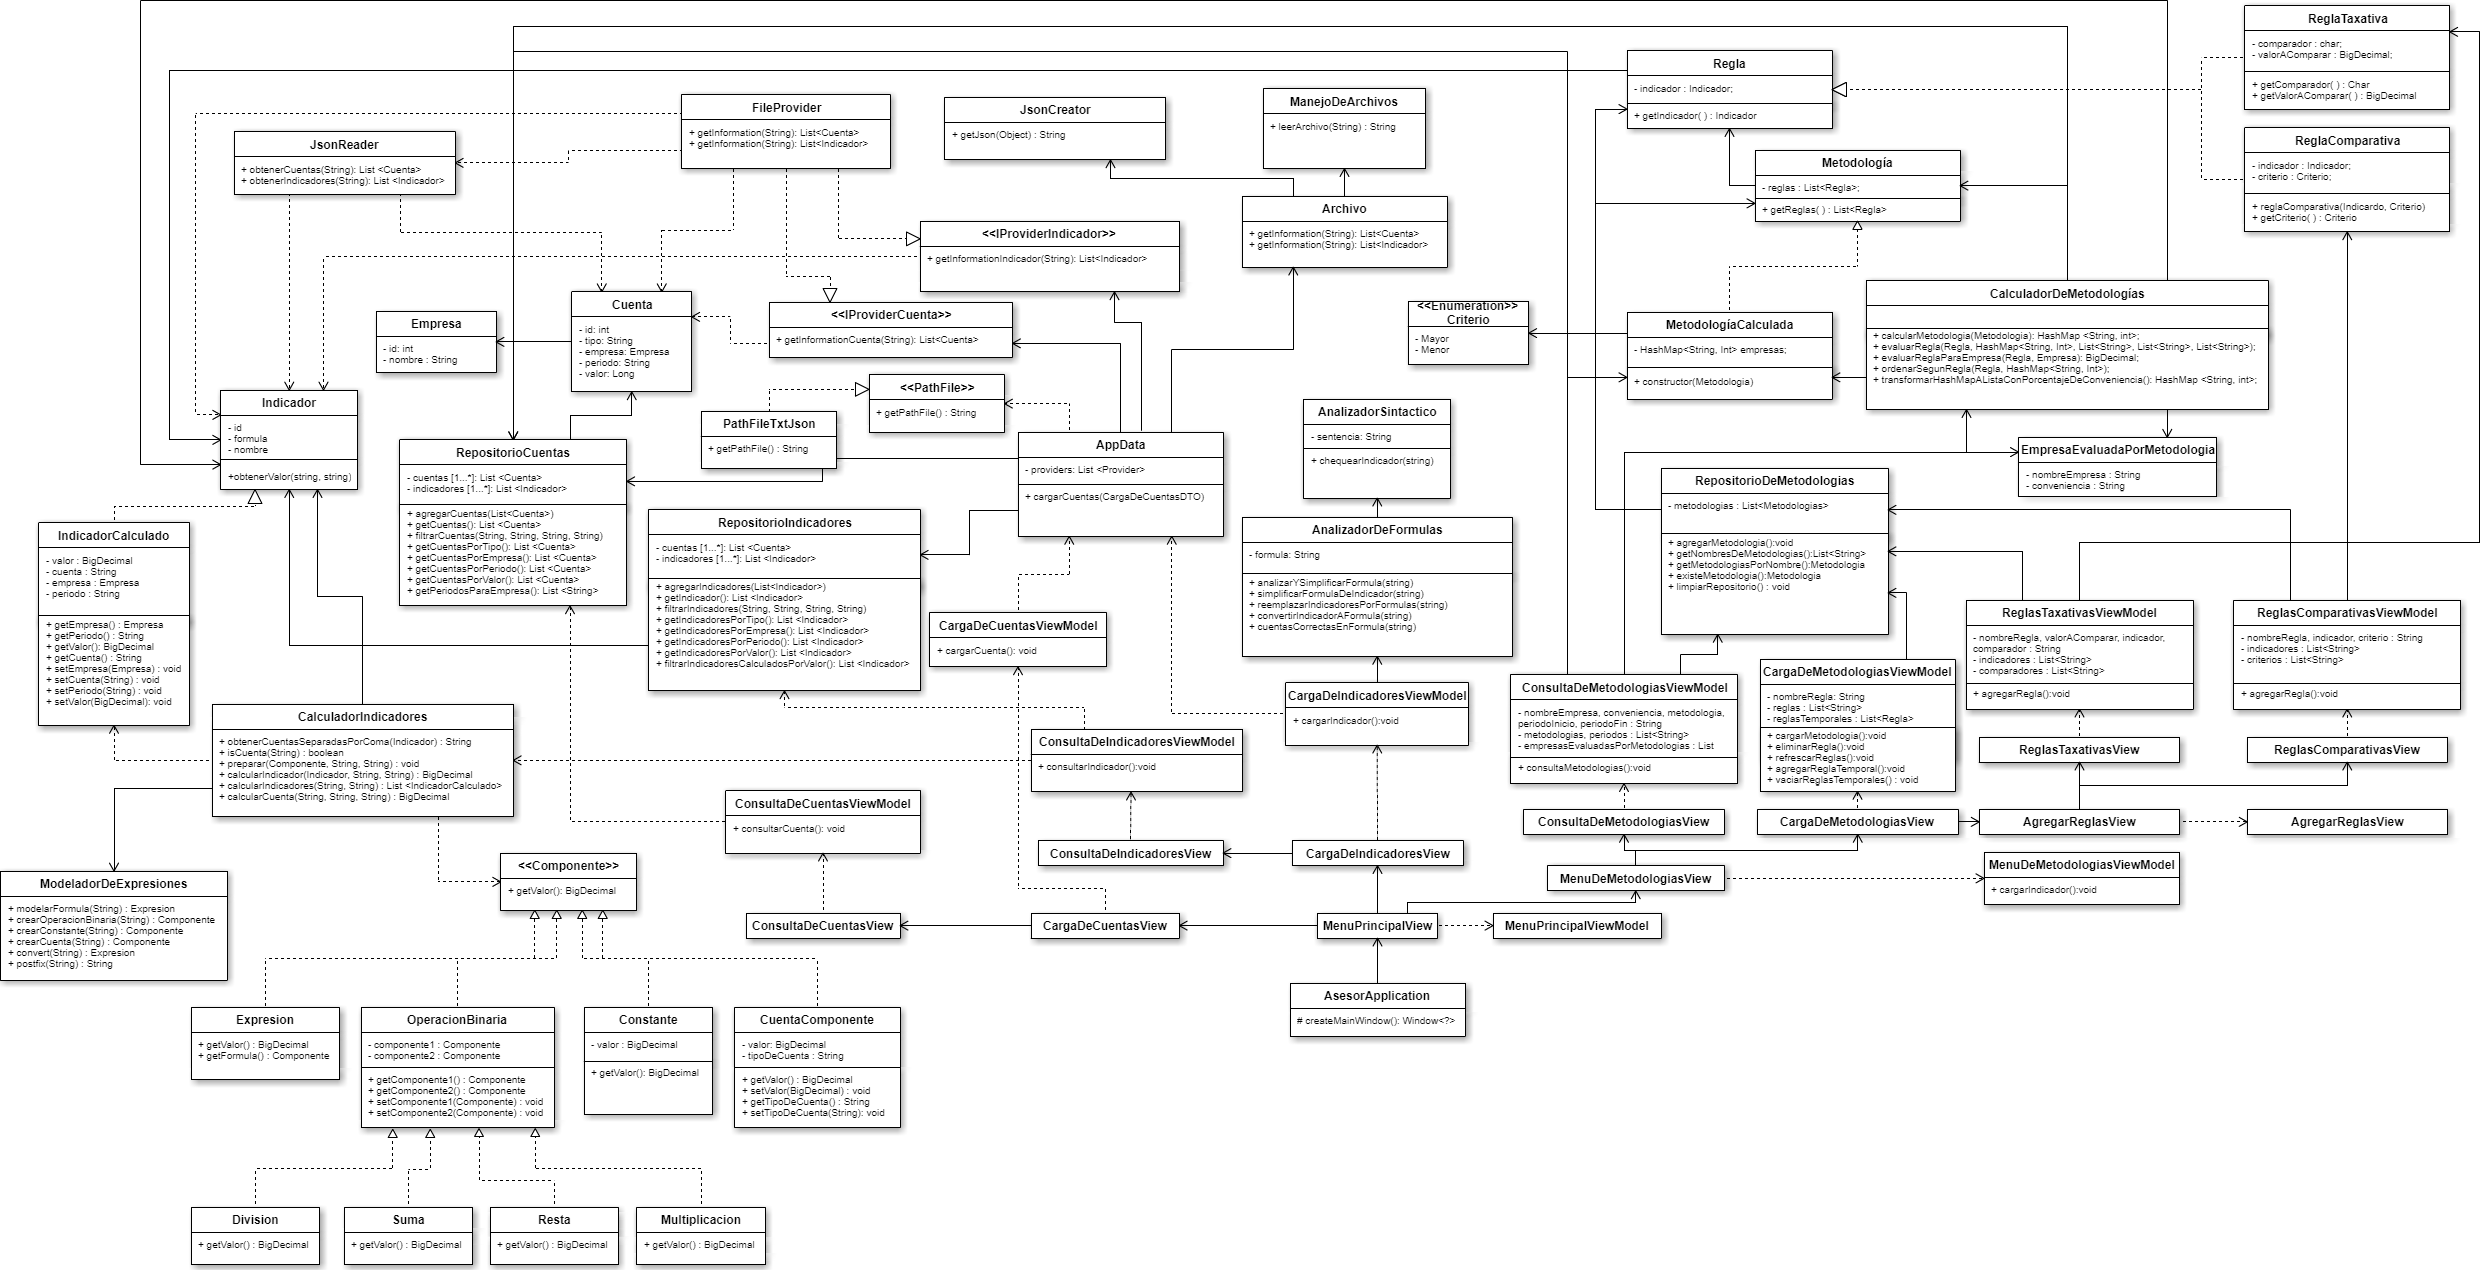 ReglaTaxativa
- comparador : char;
- valorAComparar : BigDecimal;
+ getComparador( ) : Char
+ getValorAComparar( ) : BigDecimal
Regla
- indicador : Indicador;
+ getIndicador( ) : Indicador
FileProvider
+ getInformation(String): List<Cuenta>
+ getInformation(String): List<Indicador>
JsonCreator
+ getJson(Object) : String
ManejoDeArchivos
+ leerArchivo(String) : String
JsonReader
+ obtenerCuentas(String): List <Cuenta>
+ obtenerIndicadores(String): List <Indicador>
ReglaComparativa
- indicador : Indicador;
- criterio : Criterio;
+ reglaComparativa(Indicardo, Criterio)
+ getCriterio( ) : Criterio
Metodología
- reglas : List<Regla>;
+ getReglas( ) : List<Regla>
Archivo
+ getInformation(String): List<Cuenta>
+ getInformation(String): List<Indicador>
<<IProviderIndicador>>
+ getInformationIndicador(String): List<Indicador>
Cuenta
- id: int
- tipo: String
- empresa: Empresa
- periodo: String
- valor: Long
Empresa
- id: int
- nombre : String
<<IProviderCuenta>>
+ getInformationCuenta(String): List<Cuenta>
<<Enumeration>>
Criterio
- Mayor
- Menor
MetodologíaCalculada
- HashMap<String, Int> empresas;
+ constructor(Metodología)
CalculadorDeMetodologías
+ calcularMetodologia(Metodologia): HashMap <String, int>;
+ evaluarRegla(Regla, HashMap<String, Int>, List<String>, List<String>, List<String>);
+ evaluarReglaParaEmpresa(Regla, Empresa): BigDecimal;
+ ordenarSegunRegla(Regla, HashMap<String, Int>);
+ transformarHashMapAListaConPorcentajeDeConveniencia(): HashMap <String, int>;
Indicador
- id
- formula
- nombre
+obtenerValor(string, string)
<<PathFile>>
+ getPathFile() : String
PathFileTxtJson
+ getPathFile() : String
AppData
- providers: List <Provider>
+ cargarCuentas(CargaDeCuentasDTO)
AnalizadorSintactico
- sentencia: String
+ chequearIndicador(string)
EmpresaEvaluadaPorMetodologia
- nombreEmpresa : String
- conveniencia : String
RepositorioCuentas
- cuentas [1...*]: List <Cuenta>
- indicadores [1...*]: List <Indicador>
+ agregarCuentas(List<Cuenta>)
+ getCuentas(): List <Cuenta>
+ filtrarCuentas(String, String, String, String)
+ getCuentasPorTipo(): List <Cuenta>
+ getCuentasPorEmpresa(): List <Cuenta>
+ getCuentasPorPeriodo(): List <Cuenta>
+ getCuentasPorValor(): List <Cuenta>
+ getPeriodosParaEmpresa(): List <String>
RepositorioDeMetodologias
- metodologias : List<Metodologias>
+ agregarMetodologia():void
+ getNombresDeMetodologias():List<String>
+ getMetodologiasPorNombre():Metodologia
+ existeMetodologia():Metodologia
+ limpiarRepositorio() : void
IndicadorCalculado
- valor : BigDecimal
- cuenta : String
- empresa : Empresa
- periodo : String
+ getEmpresa() : Empresa
+ getPeriodo() : String
+ getValor(): BigDecimal
+ getCuenta() : String
+ setEmpresa(Empresa) : void
+ setCuenta(String) : void
+ setPeriodo(String) : void
+ setValor(BigDecimal): void
RepositorioIndicadores
- cuentas [1...*]: List <Cuenta>
- indicadores [1...*]: List <Indicador>
+ agregarIndicadores(List<Indicador>)
+ getIndicador(): List <Indicador>
+ filtrarIndicadores(String, String, String, String)
+ getIndicadoresPorTipo(): List <Indicador>
+ getIndicadoresPorEmpresa(): List <Indicador>
+ getIndicadoresPorPeriodo(): List <Indicador>
+ getIndicadoresPorValor(): List <Indicador>
+ filtrarIndicadoresCalculadosPorValor(): List <Indicador>
AnalizadorDeFormulas
- formula: String
+ analizarYSimplificarFormula(string)
+ simplificarFormulaDeIndicador(string)
+ reemplazarIndicadoresPorFormulas(string)
+ convertirIndicadorAFormula(string)
+ cuentasCorrectasEnFormula(string)
CargaDeCuentasViewModel
+ cargarCuenta(): void
ReglasTaxativasViewModel
- nombreRegla, valorAComparar, indicador,
comparador : String
- indicadores : List<String>
- comparadores : List<String>
+ agregarRegla():void
ReglasComparativasViewModel
- nombreRegla, indicador, criterio : String
- indicadores : List<String>
- criterios : List<String>
+ agregarRegla():void
CargaDeIndicadoresViewModel
+ cargarIndicador():void
ConsultaDeMetodologiasViewModel
- nombreEmpresa, conveniencia, metodologia,
periodoInicio, periodoFin : String
- metodologias, periodos : List<String>
- empresasEvaluadasPorMetodologias : List
+ consultaMetodologias():void
CargaDeMetodologiasViewModel
- nombreRegla: String
- reglas : List<String>
- reglasTemporales : List<Regla>
+ cargarMetodologia():void
+ eliminarRegla():void
+ refrescarReglas():void
+ agregarReglaTemporal():void
+ vaciarReglasTemporales() : void
CalculadorIndicadores
+ obtenerCuentasSeparadasPorComa(Indicador) : String
+ isCuenta(String) : boolean
+ preparar(Componente, String, String) : void
+ calcularIndicador(Indicador, String, String) : BigDecimal
+ calcularIndicadores(String, String) : List <IndicadorCalculado>
+ calcularCuenta(String, String, String) : BigDecimal
ConsultaDeIndicadoresViewModel
+ consultarIndicador():void
ReglasTaxativasView
ReglasComparativasView
ConsultaDeCuentasViewModel
+ consultarCuenta(): void
ConsultaDeMetodologiasView
CargaDeMetodologiasView
AgregarReglasView
AgregarReglasView
ConsultaDeIndicadoresView
CargaDeIndicadoresView
<<Componente>>
+ getValor(): BigDecimal
MenuDeMetodologiasView
MenuDeMetodologiasViewModel
+ cargarIndicador():void
ModeladorDeExpresiones
+ modelarFormula(String) : Expresion
+ crearOperacionBinaria(String) : Componente
+ crearConstante(String) : Componente
+ crearCuenta(String) : Componente
+ convert(String) : Expresion
+ postfix(String) : String
ConsultaDeCuentasView
CargaDeCuentasView
MenuPrincipalView
MenuPrincipalViewModel
AsesorApplication
# createMainWindow(): Window<?>
Expresion
+ getValor() : BigDecimal
+ getFormula() : Componente
OperacionBinaria
- componente1 : Componente
- componente2 : Componente
+ getComponente1() : Componente
+ getComponente2() : Componente
+ setComponente1(Componente) : void
+ setComponente2(Componente) : void
Constante
- valor : BigDecimal
+ getValor(): BigDecimal
CuentaComponente
- valor: BigDecimal
- tipoDeCuenta : String
+ getValor() : BigDecimal
+ setValor(BigDecimal) : void
+ getTipoDeCuenta() : String
+ setTipoDeCuenta(String): void
Division
+ getValor() : BigDecimal
Suma
+ getValor() : BigDecimal
Resta
+ getValor() : BigDecimal
Multiplicacion
+ getValor() : BigDecimal